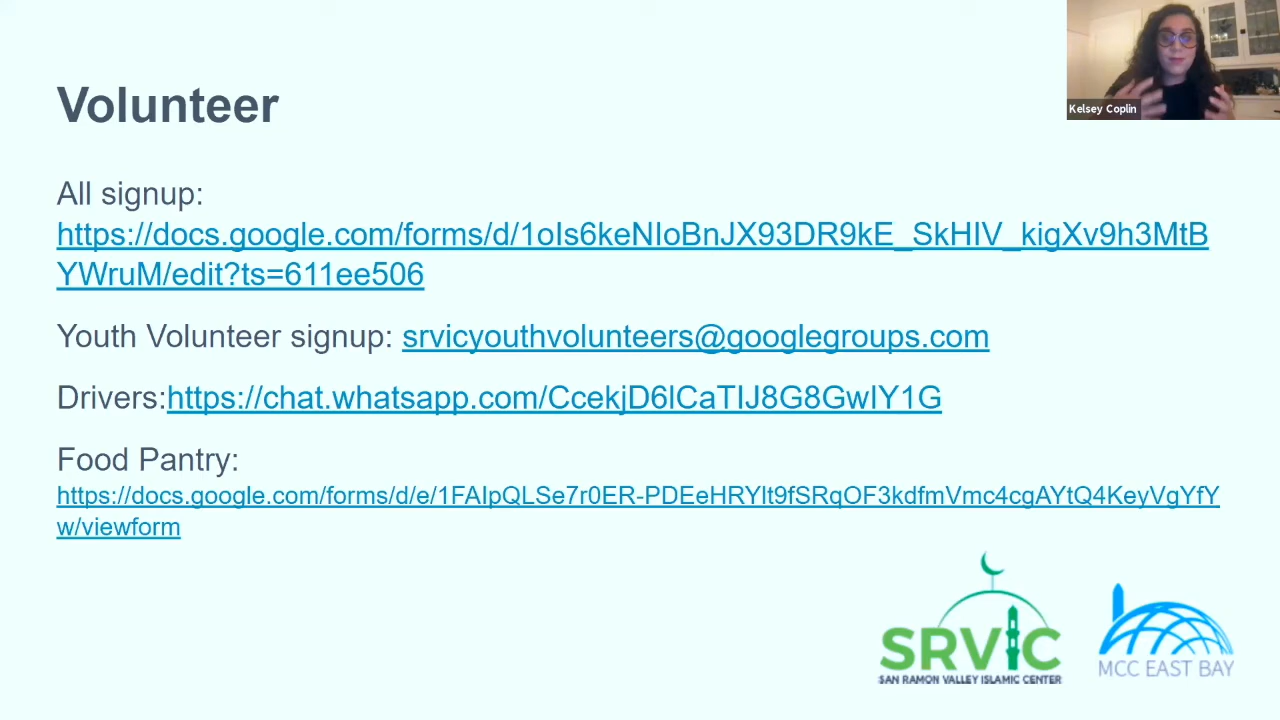 Kelsey Coplin
Volunteer
All signup:
https://docs.google.com/forms/d/1oIs6keNIoBnJX93DR9kE_SkHIV_kigXv9h3MtB
YWruM/edit?ts=611ee506
Youth Volunteer signup: srvicyouthvolunteers@googlegroups.com
Drivers:https://chat.whatsapp.com/CcekjD6lCaTIJ8G8GwIY1G
Food Pantry:
https://docs.google.com/forms/d/e/1FAIpQLSe7r0ER-PDEeHRYlt9fSRqOF3kdfmVmc4cgAYtQ4KeyVgYfY
w/viewform
SRVIC
SAN RAMON VALLEY ISLAMIC CENTER
MCC EAST BAY